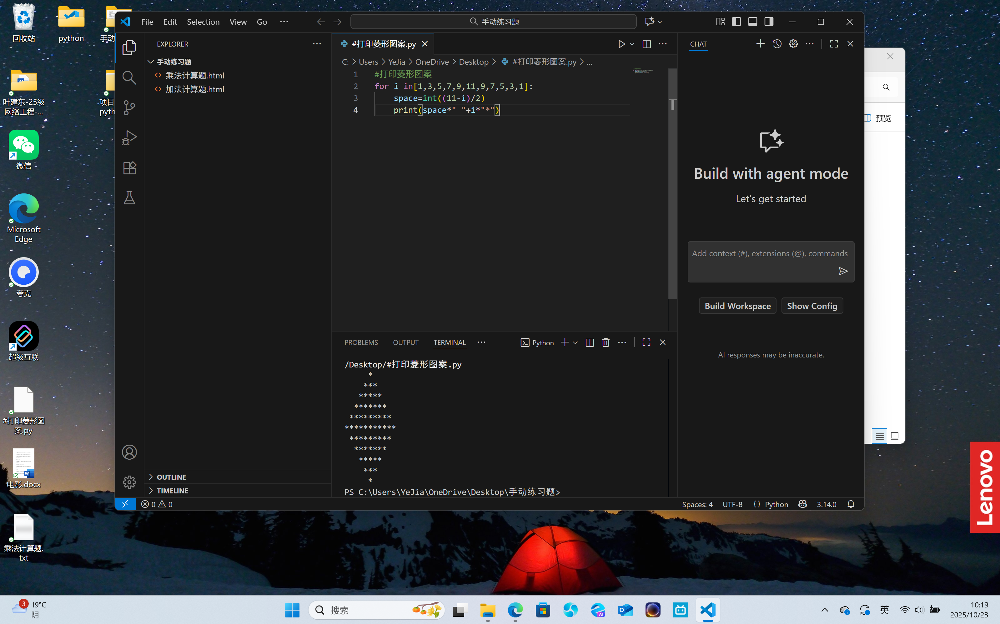 回收站
python
手动
叶建东-25级
网络工程-...
项目
pyth
微信
Microsoft
Edge
夸克
超级互联
#打印菱形图
案.py
电影.docx
乘法计算题.
txt
File Edit Selection View Go ···
手动练习题
EXPLORER
手动练习题
<> 乘法计算题.html
<> 加法计算题.html
OUTLINE
TIMELINE
#打印菱形图案.py
C: > Users > YeJia > OneDrive > Desktop > #打印菱形图案.py > ...
1 #打印菱形图案
2 for i in[1,3,5,7,9,11,9,7,5,3,1]:
3     space=int((11-i)/2)
4     print(space*" "+i*"*")
PROBLEMS OUTPUT TERMINAL ··· Python
/Desktop/#打印菱形图案.py
     *
    ***
   *****
  *******
 *********
***********
 *********
  *******
   *****
    ***
     *
PS C:\Users\YeJia\OneDrive\Desktop\手动练习题>
CHAT
Build with agent mode
Let's get started
Add context (#), extensions (@), commands
Build Workspace Show Config
AI responses may be inaccurate.
0 0 Spaces: 4 UTF-8 {} Python 3.14.0
预览
Lenovo
3
19°C
阴
搜索
AI
英
10:19
2025/10/23